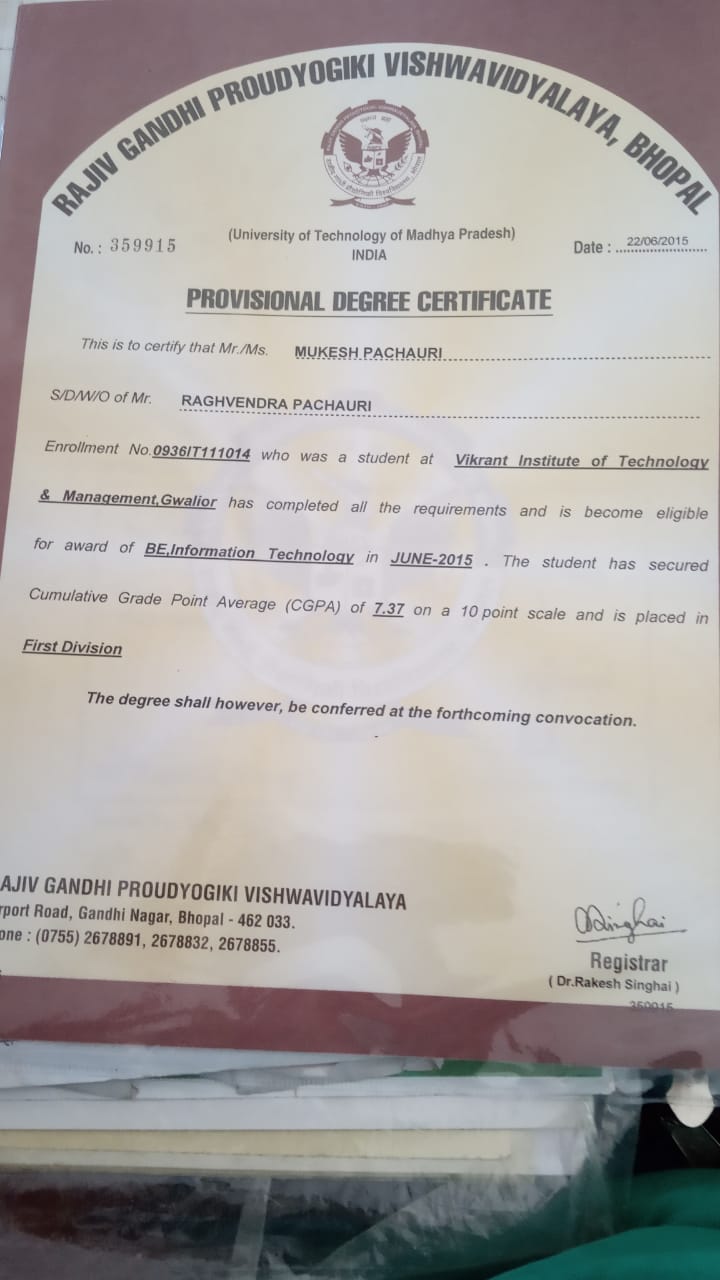 RAJIV GANDHI PROUDYOGIKI VISHWAVIDYALAYA, BHOPAL
(University of Technology of Madhya Pradesh)
No. : 359915
INDIA
Date : 22/06/2015
PROVISIONAL DEGREE CERTIFICATE
This is to certify that Mr./Ms. MUKESH PACHAURI
S/D/W/O of Mr. RAGHVENDRA PACHAURI
Enrollment No.0936IT111014 who was a student at Vikrant Institute of Technology
& Management,Gwalior has completed all the requirements and is become eligible
for award of BE,Information Technology in JUNE-2015 . The student has secured
Cumulative Grade Point Average (CGPA) of 7.37 on a 10 point scale and is placed in
First Division
The degree shall however, be conferred at the forthcoming convocation.
AJIV GANDHI PROUDYOGIKI VISHWAVIDYALAYA
rport Road, Gandhi Nagar, Bhopal - 462 033.
one : (0755) 2678891, 2678832, 2678855.
Singhai
Registrar
( Dr.Rakesh Singhai )